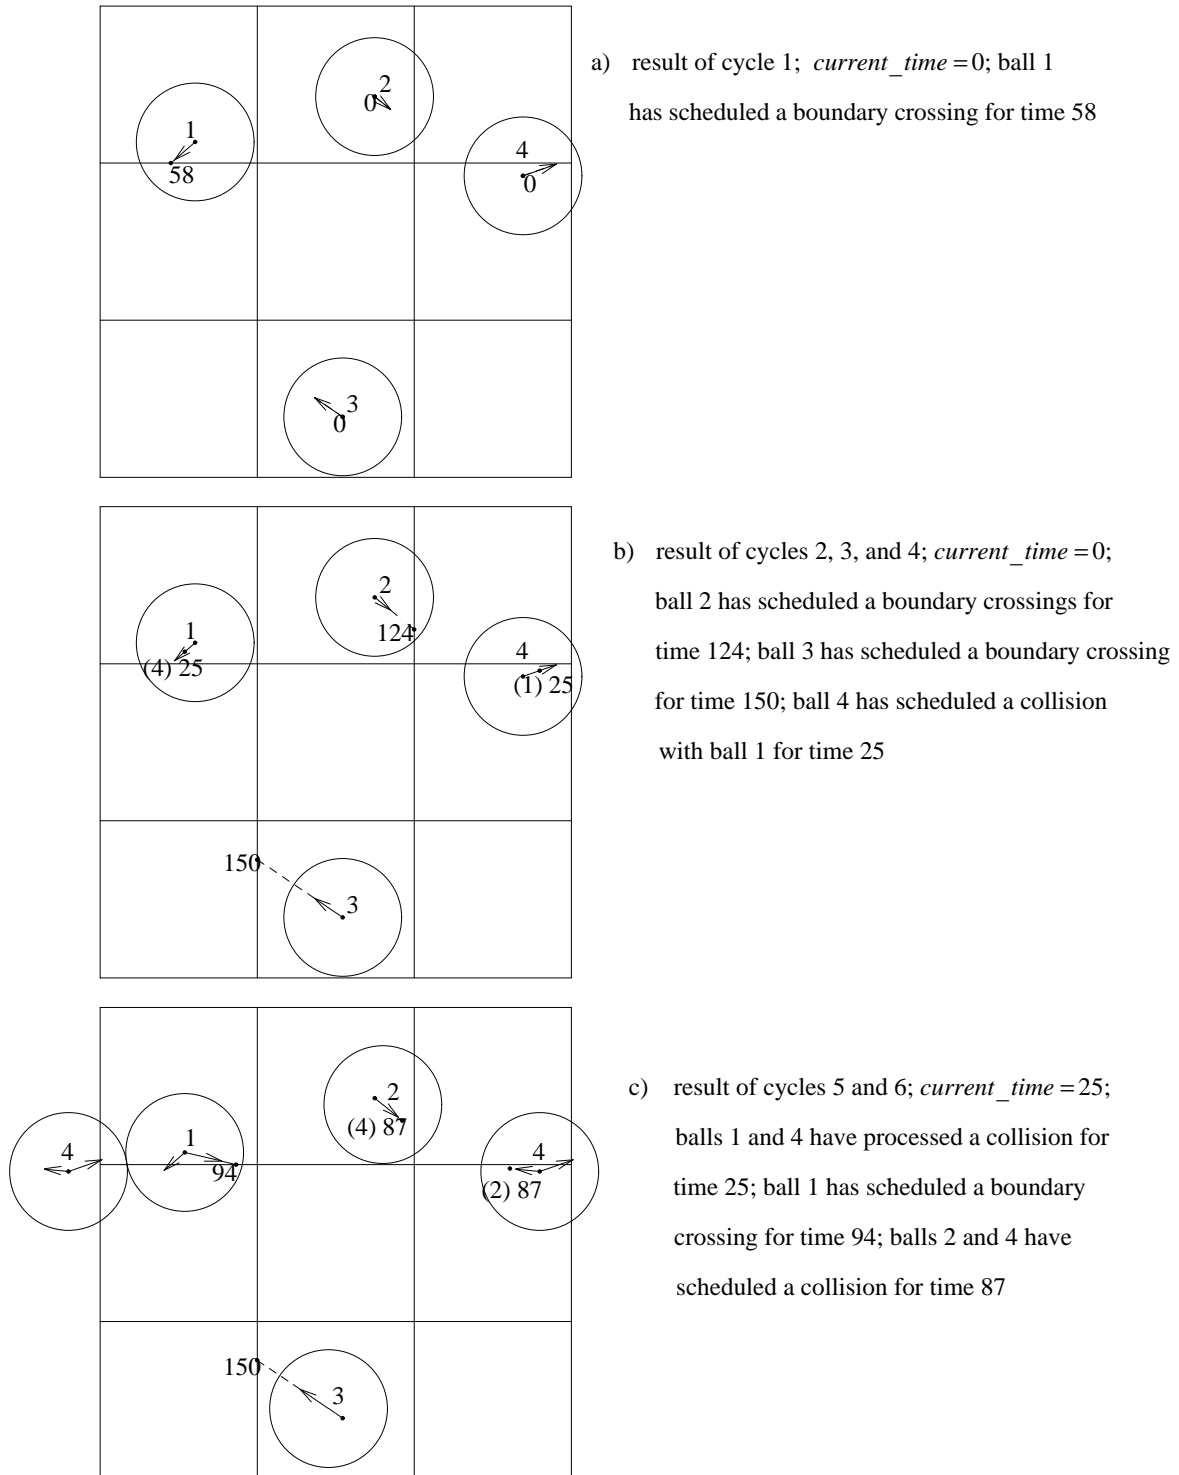 a) result of cycle 1; current_time = 0; ball 1
has scheduled a boundary crossing for time 58
1
58
2
0
4
0
3
0
b) result of cycles 2, 3, and 4; current_time = 0;
ball 2 has scheduled a boundary crossings for
time 124; ball 3 has scheduled a boundary crossing
for time 150; ball 4 has scheduled a collision
with ball 1 for time 25
1
(4) 25
2
124
4
(1) 25
150
3
c) result of cycles 5 and 6; current_time = 25;
balls 1 and 4 have processed a collision for
time 25; ball 1 has scheduled a boundary
crossing for time 94; balls 2 and 4 have
scheduled a collision for time 87
4
1
94
2
(4) 87
4
(2) 87
150
3